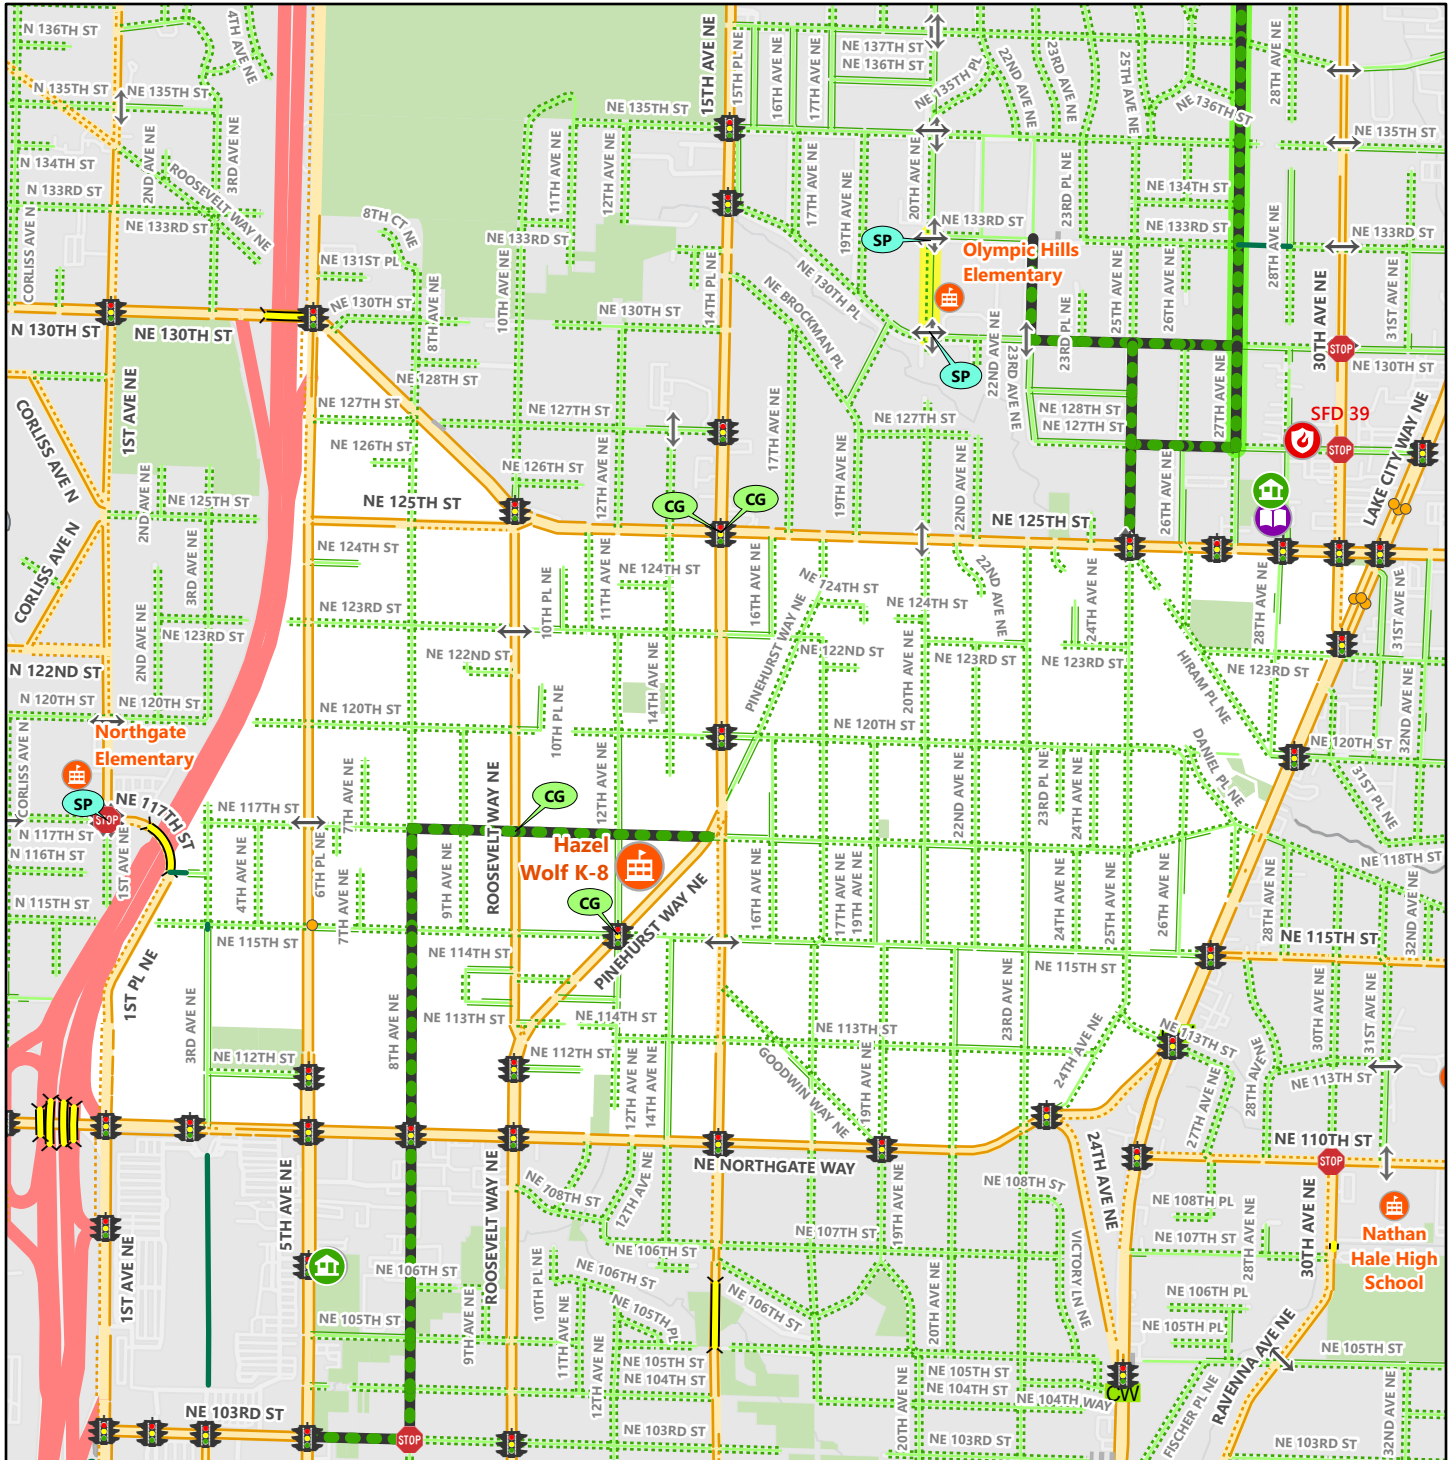 N 136TH ST
4TH AVE NE
15TH AVE NE
15TH PL NE
16TH AVE NE
17TH AVE NE
NE 137TH ST
NE 136TH ST
22ND AVE NE
23RD AVE NE
25TH AVE NE
28TH AVE NE
N 135TH ST
NE 135TH ST
NE 135TH ST
NE 135TH PL
NE 136TH ST
NE 135TH ST
2ND AVE NE
3RD AVE NE
11TH AVE NE
12TH AVE NE
N 134TH ST
ROOSEVELT WAY NE
17TH AVE NE
19TH AVE NE
20TH AVE NE
23RD PL NE
NE 134TH ST
N 133RD ST
NE 133RD ST
8TH CT NE
NE 133RD ST
NE 133RD ST
NE 133RD ST
NE 133RD ST
SP
Olympic Hills
Elementary
CORLISS AVE N
NE 131ST PL
10TH AVE NE
14TH PL NE
NE 130TH PL
28TH AVE NE
NE BROCKMAN PL
N 130TH ST
NE 130TH ST
NE 130TH ST
8TH AVE NE
NE 130TH ST
22ND AVE NE
23RD AVE NE
23RD PL NE
25TH AVE NE
26TH AVE NE
27TH AVE NE
30TH AVE NE
31ST AVE NE
NE 130TH ST
SP
NE 128TH ST
1ST AVE NE
CORLISS AVE N
NE 127TH ST
NE 127TH ST
NE 127TH ST
NE 128TH ST
NE 127TH ST
SFD 39
STOP
STOP
LAKE CITY WAY NE
NE 126TH ST
NE 126TH ST
12TH AVE NE
17TH AVE NE
19TH AVE NE
22ND AVE NE
26TH AVE NE
2ND AVE NE
NE 125TH ST
NE 125TH ST
CG
CG
NE 125TH ST
CORLISS AVE N
3RD AVE NE
NE 124TH ST
10TH PL NE
11TH AVE NE
NE 124TH ST
16TH AVE NE
NE 124TH ST
NE 124TH ST
22ND AVE NE
24TH AVE NE
28TH AVE NE
31ST AVE NE
2ND AVE NE
NE 123RD ST
NE 123RD ST
PINEHURST WAY NE
NE 122ND ST
NE 122ND ST
14TH AVE NE
20TH AVE NE
NE 123RD ST
NE 123RD ST
HIRAM PL NE
NE 123RD ST
N 122ND ST
N 120TH ST
NE 120TH ST
NE 120TH ST
10TH PL NE
NE 120TH ST
NE 120TH ST
32ND AVE NE
Northgate
Elementary
CORLISS AVE N
SP
STOP
NE 117TH ST
NE 117TH ST
7TH AVE NE
ROOSEVELT WAY NE
CG
12TH AVE NE
22ND AVE NE
23RD PL NE
24TH AVE NE
DANIEL PL NE
31ST PL NE
N 117TH ST
N 116TH ST
1ST AVE NE
Hazel
Wolf K-8
NE 118TH ST
4TH AVE NE
6TH PL NE
7TH AVE NE
9TH AVE NE
CG
PINEHURST WAY NE
16TH AVE NE
17TH AVE NE
19TH AVE NE
24TH AVE NE
25TH AVE NE
26TH AVE NE
28TH AVE NE
32ND AVE NE
N 115TH ST
NE 115TH ST
NE 114TH ST
NE 115TH ST
NE 115TH ST
1ST PL NE
3RD AVE NE
8TH AVE NE
NE 113TH ST
NE 114TH ST
NE 113TH ST
23RD AVE NE
24TH AVE NE
NE 113TH ST
30TH AVE NE
31ST AVE NE
NE 112TH ST
NE 112TH ST
12TH AVE NE
14TH AVE NE
GOODWIN WAY NE
19TH AVE NE
27TH AVE NE
28TH AVE NE
NE 113TH ST
NE 110TH ST
STOP
NE NORTHGATE WAY
24TH AVE NE
5TH AVE NE
ROOSEVELT WAY NE
NE 108TH ST
12TH AVE NE
19TH AVE NE
NE 108TH ST
NE 108TH PL
30TH AVE NE
1ST AVE NE
NE 107TH ST
NE 107TH ST
28TH AVE NE
Nathan
Hale High
School
VICTORY LN NE
NE 106TH ST
10TH PL NE
NE 106TH ST
NE 106TH ST
NE 106TH ST
20TH AVE NE
NE 106TH PL
NE 105TH ST
9TH AVE NE
11TH AVE NE
NE 105TH PL
NE 105TH PL
RAVENNA AVE NE
NE 105TH ST
NE 105TH ST
NE 104TH ST
NE 105TH ST
NE 104TH ST
NE 104TH WAY
CW
12TH AVE NE
NE 103RD ST
STOP
NE 103RD ST
20TH AVE NE
NE 103RD ST
FISCHER PL NE
NE 103RD ST
32ND AVE NE